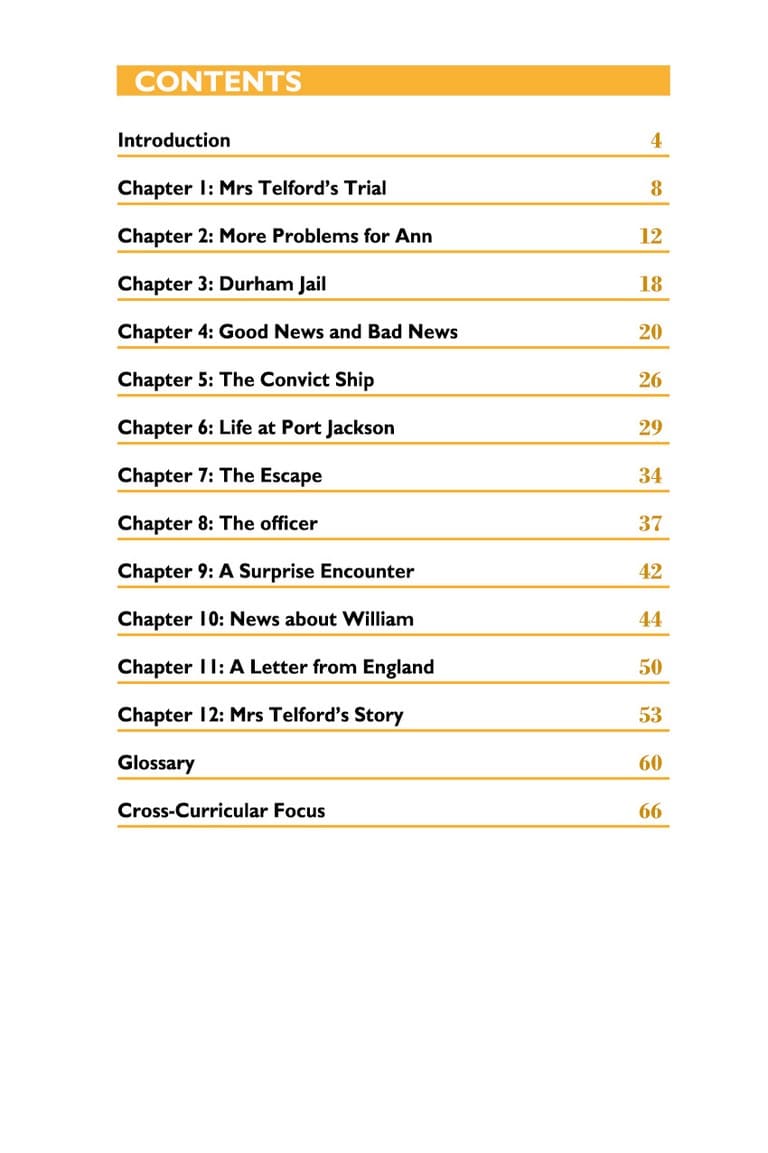 CONTENTS
Introduction 4
Chapter 1: Mrs Telford's Trial 8
Chapter 2: More Problems for Ann 12
Chapter 3: Durham Jail 18
Chapter 4: Good News and Bad News 20
Chapter 5: The Convict Ship 26
Chapter 6: Life at Port Jackson 29
Chapter 7: The Escape 34
Chapter 8: The officer 37
Chapter 9: A Surprise Encounter 42
Chapter 10: News about William 44
Chapter 11: A Letter from England 50
Chapter 12: Mrs Telford's Story 53
Glossary 60
Cross-Curricular Focus 66